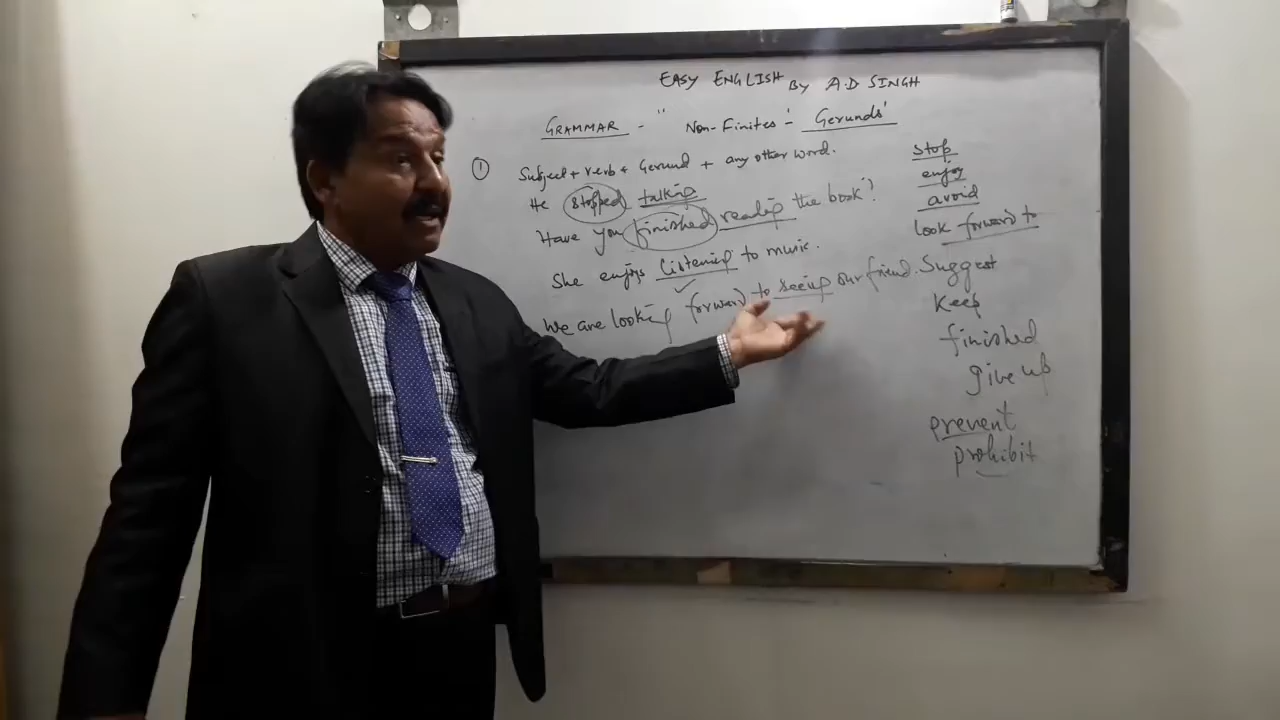 EASY ENGLISH BY A.D SINGH
GRAMMAR - " Non-Finites - Gerunds"
① Subject + verb + Gerund + any other word.
He stopped talking
Have you finished reading the book?
She enjoys listening to music.
We are looking forward to seeing our friend.
stop
enjoy
avoid
look forward to
Suggest
Keep
finished
give up
prevent
prohibit